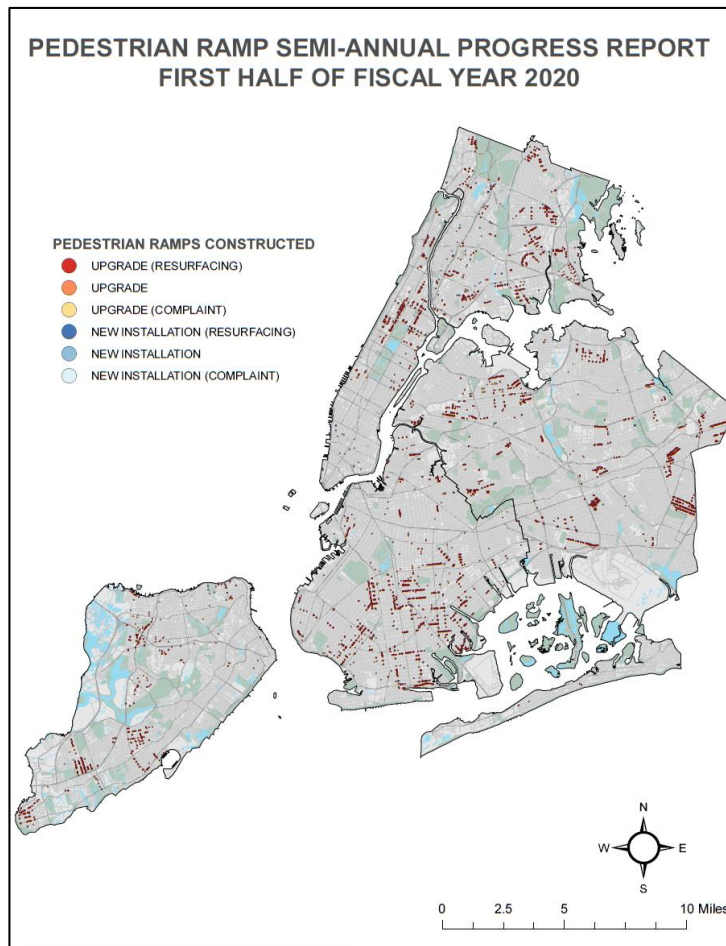 PEDESTRIAN RAMP SEMI-ANNUAL PROGRESS REPORT
FIRST HALF OF FISCAL YEAR 2020
PEDESTRIAN RAMPS CONSTRUCTED
UPGRADE (RESURFACING)
UPGRADE
UPGRADE (COMPLAINT)
NEW INSTALLATION (RESURFACING)
NEW INSTALLATION
NEW INSTALLATION (COMPLAINT)
N
W E
S
0 2.5 5 10 Miles